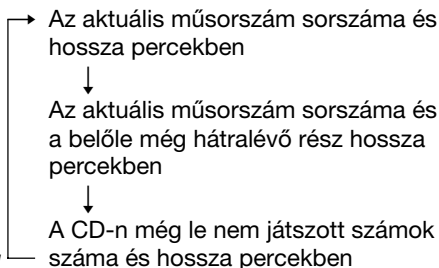 Az aktuális műsorszám sorszáma és
hossza percekben
Az aktuális műsorszám sorszáma és
a belőle még hátralévő rész hossza
percekben
A CD-n még le nem játszott számok
száma és hossza percekben